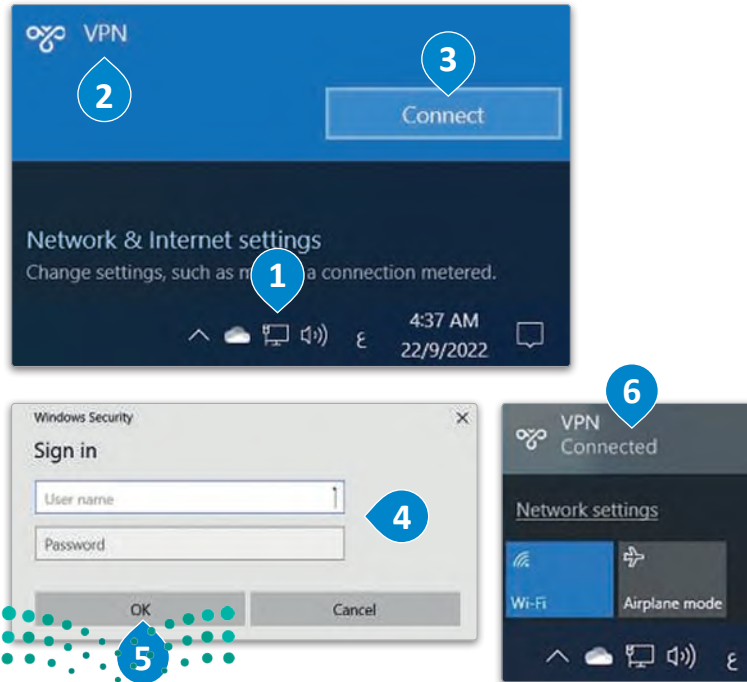 VPN
2
3
Connect
Network & Internet settings
Change settings, such as m a connection metered.
1
ع
4:37 AM
22/9/2022
Windows Security
Sign in
User name
Password
4
OK
Cancel
5
6
VPN
Connected
Network settings
Wi-Fi
Airplane mode
ع